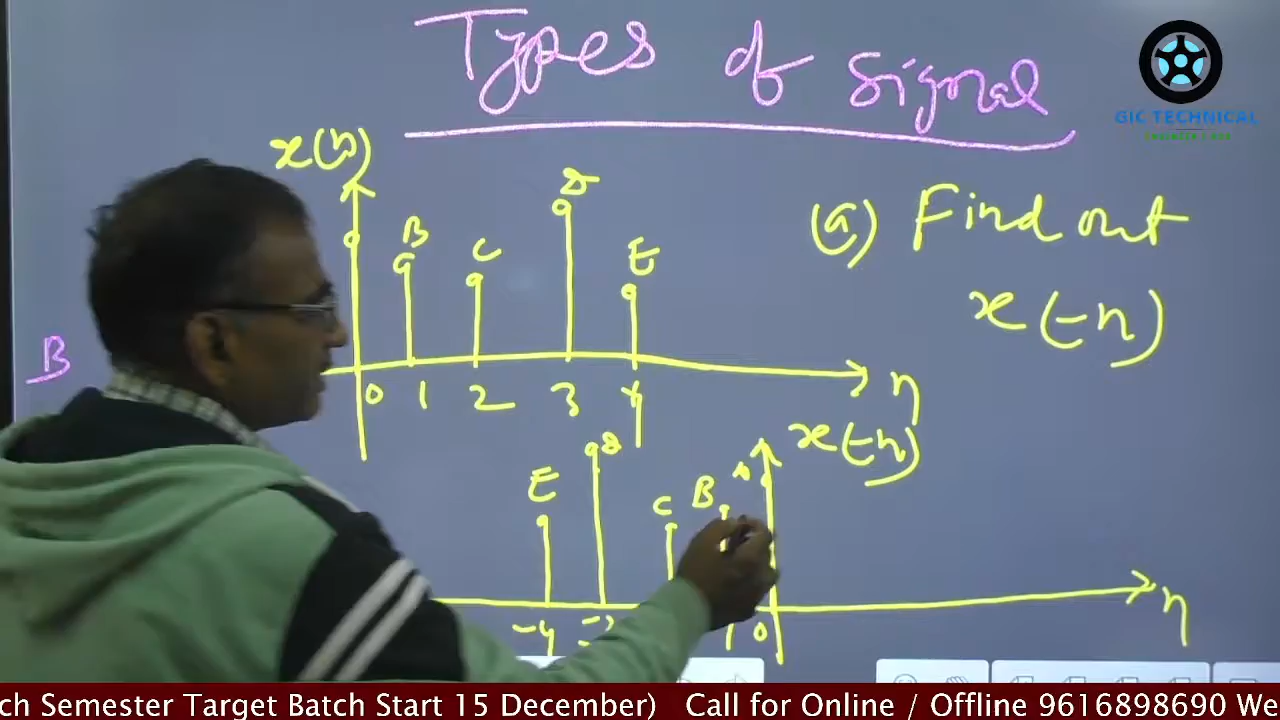 Types of Signal
GIC TECHNICAL
x(n)
B
C
D
E
(a) Find out
x(-n)
B
0 1 2 3 4
n
x(-n)
E
D
C
B
A
-4
0
n
ch Semester Target Batch Start 15 December) Call for Online / Offline 9616898690 We